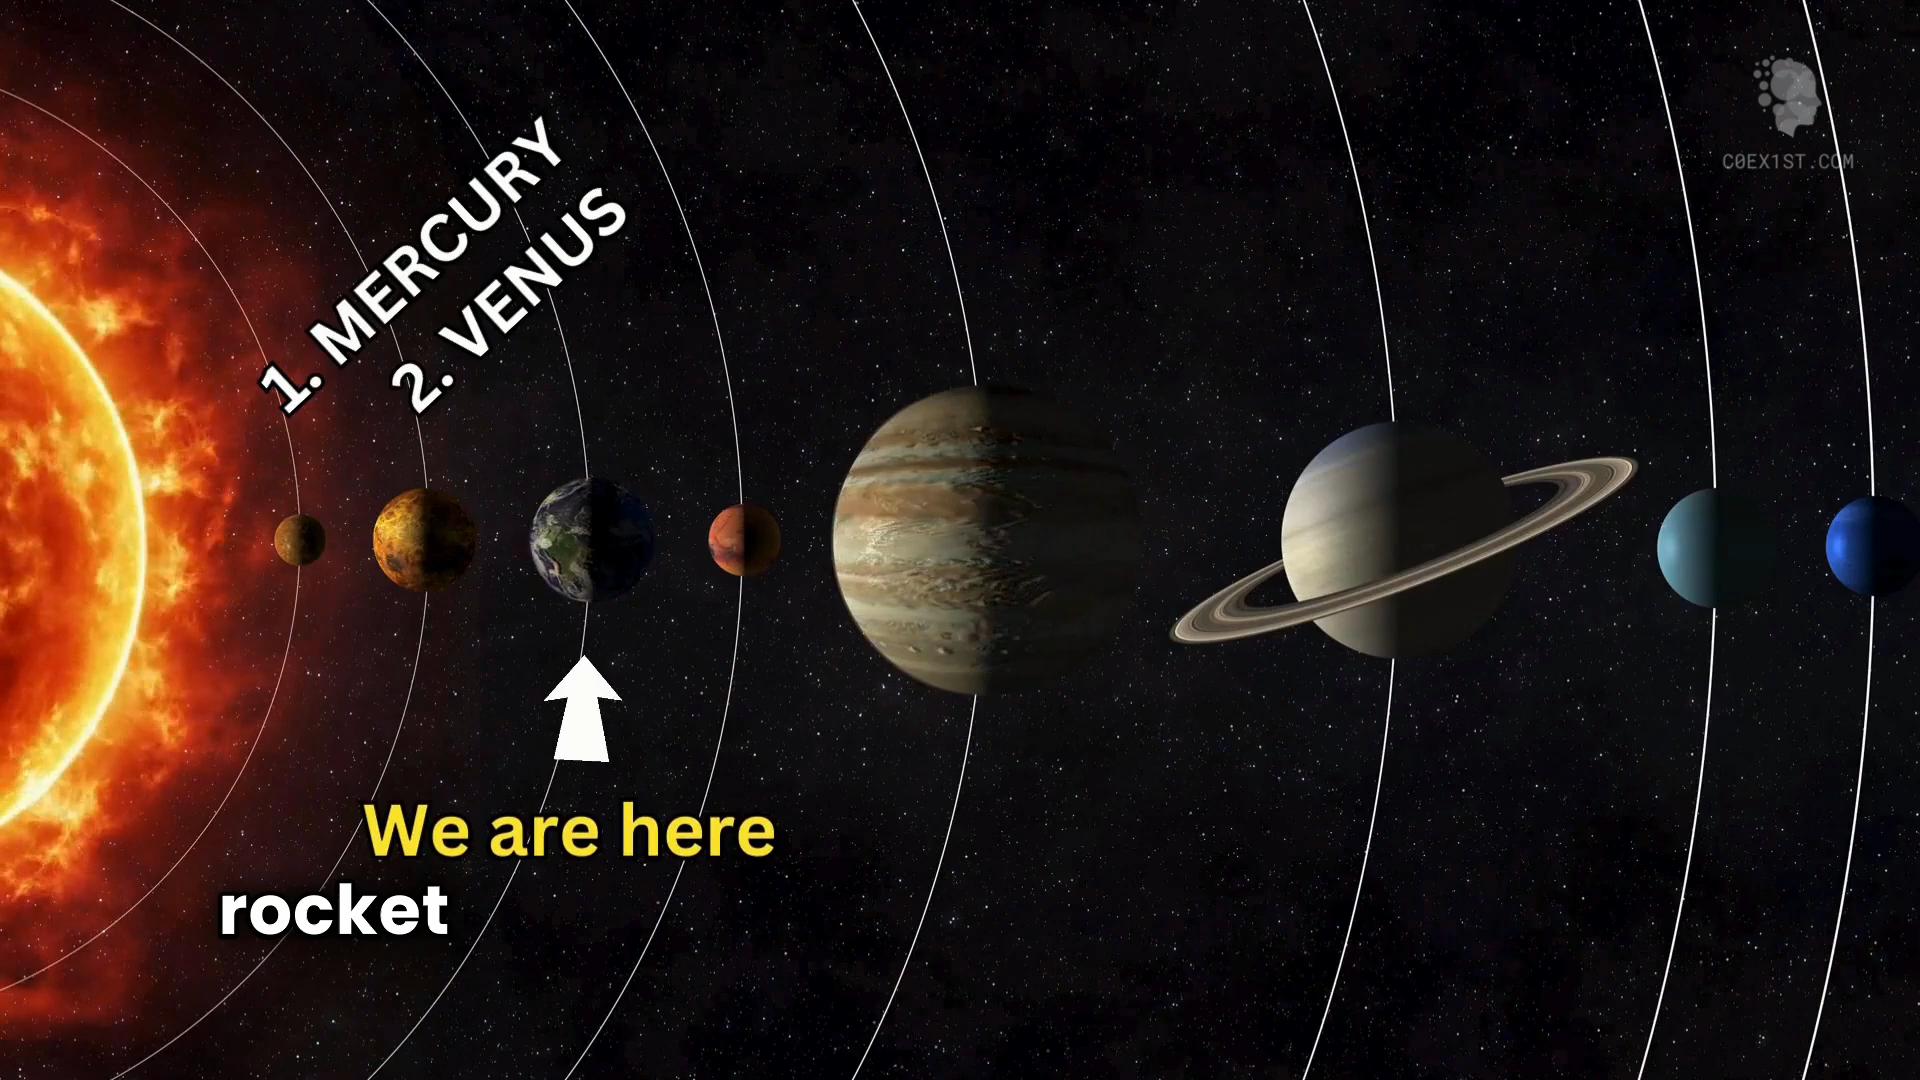 C0EX1ST.COM
1. MERCURY
2. VENUS
We are here
rocket